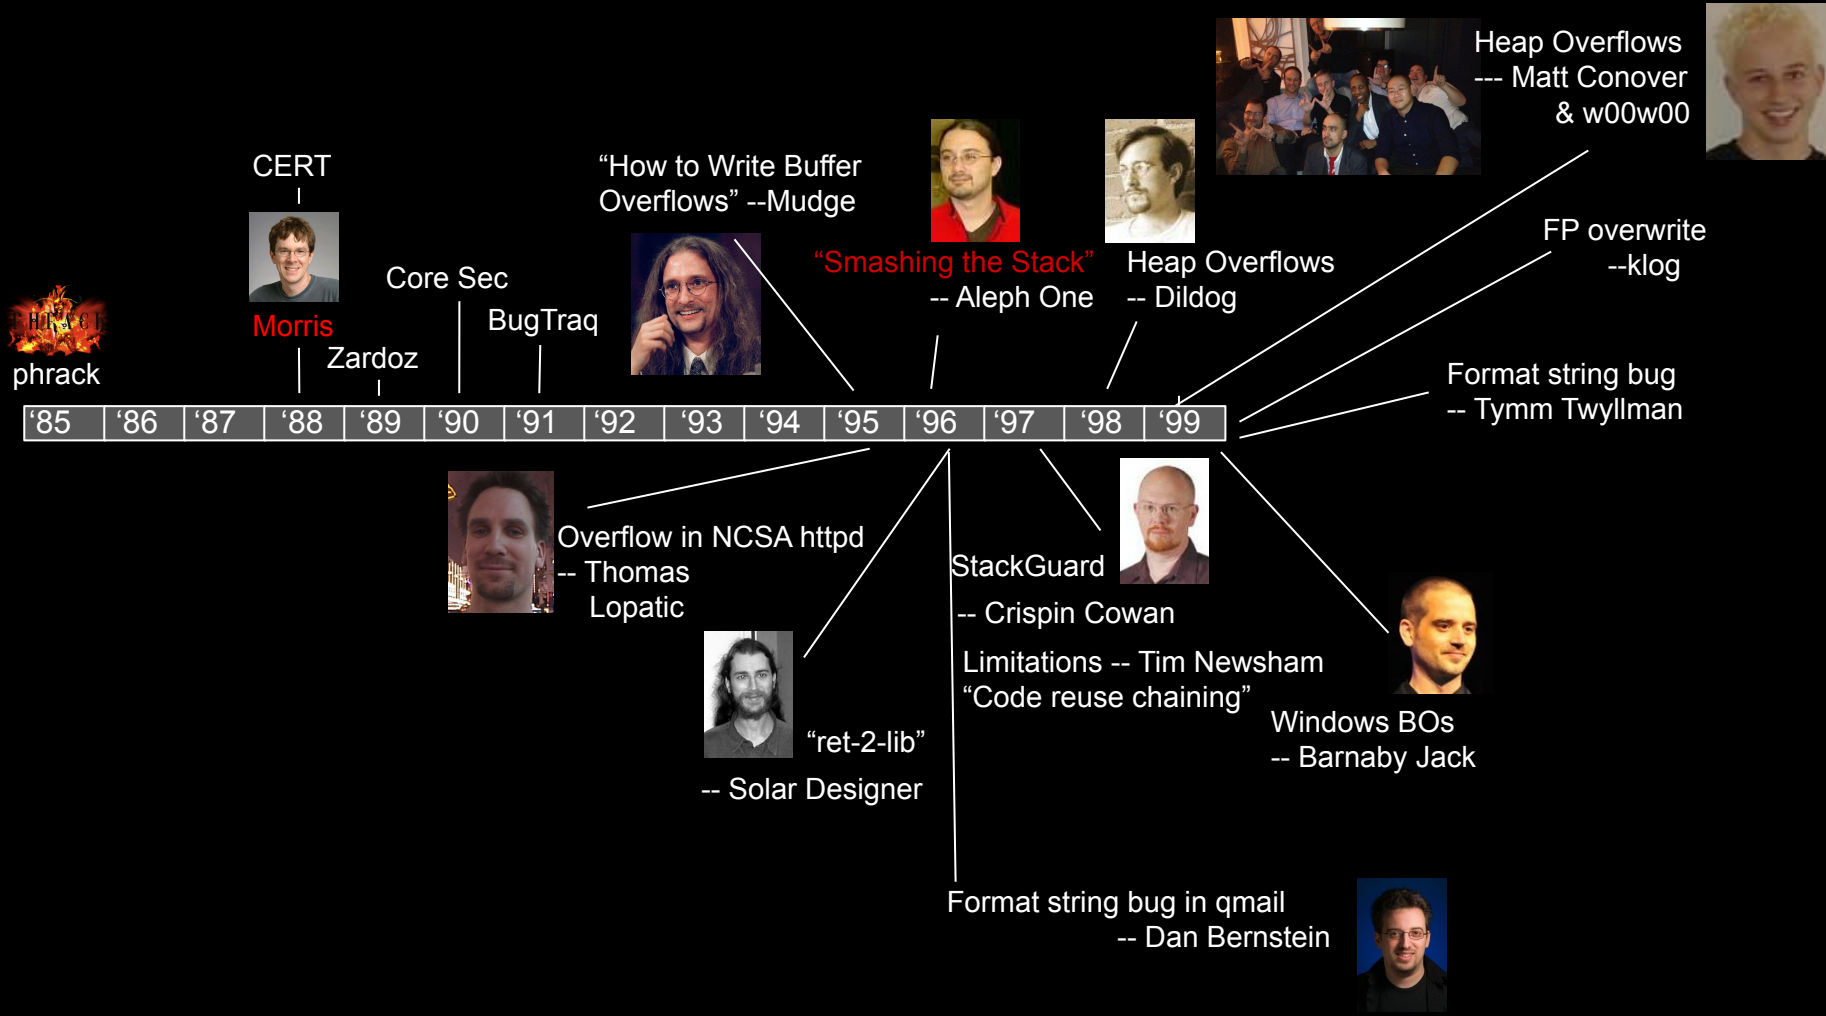 Heap Overflows
--- Matt Conover
& w00w00
CERT
“How to Write Buffer
Overflows” --Mudge
FP overwrite
--klog
“Smashing the Stack”
-- Aleph One
Heap Overflows
-- Dildog
Core Sec
BugTraq
Morris
Zardoz
PHRACK
phrack
Format string bug
-- Tymm Twyllman
‘85 ‘86 ‘87 ‘88 ‘89 ‘90 ‘91 ‘92 ‘93 ‘94 ‘95 ‘96 ‘97 ‘98 ‘99
Overflow in NCSA httpd
-- Thomas
Lopatic
StackGuard
-- Crispin Cowan
Limitations -- Tim Newsham
“Code reuse chaining”
“ret-2-lib”
-- Solar Designer
Windows BOs
-- Barnaby Jack
Format string bug in qmail
-- Dan Bernstein